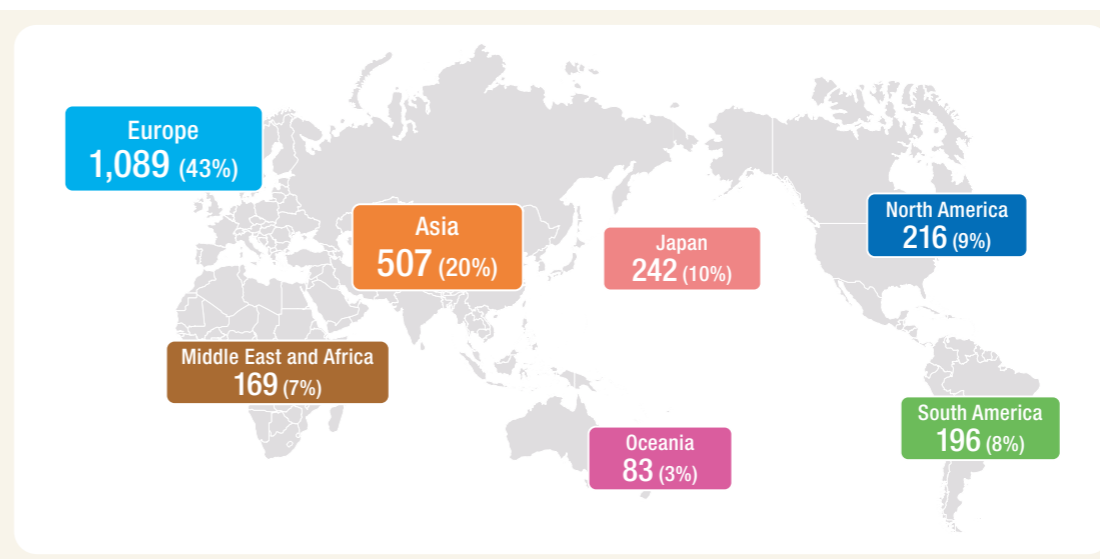 Europe
1,089 (43%)
Asia
507 (20%)
Japan
242 (10%)
North America
216 (9%)
Middle East and Africa
169 (7%)
South America
196 (8%)
Oceania
83 (3%)